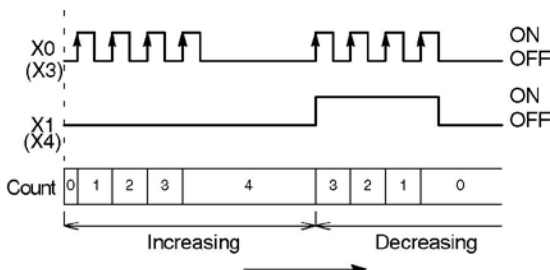 X0
(X3)
ON
OFF
X1
(X4)
ON
OFF
Count 0 1 2 3 4 3 2 1 0
Increasing Decreasing